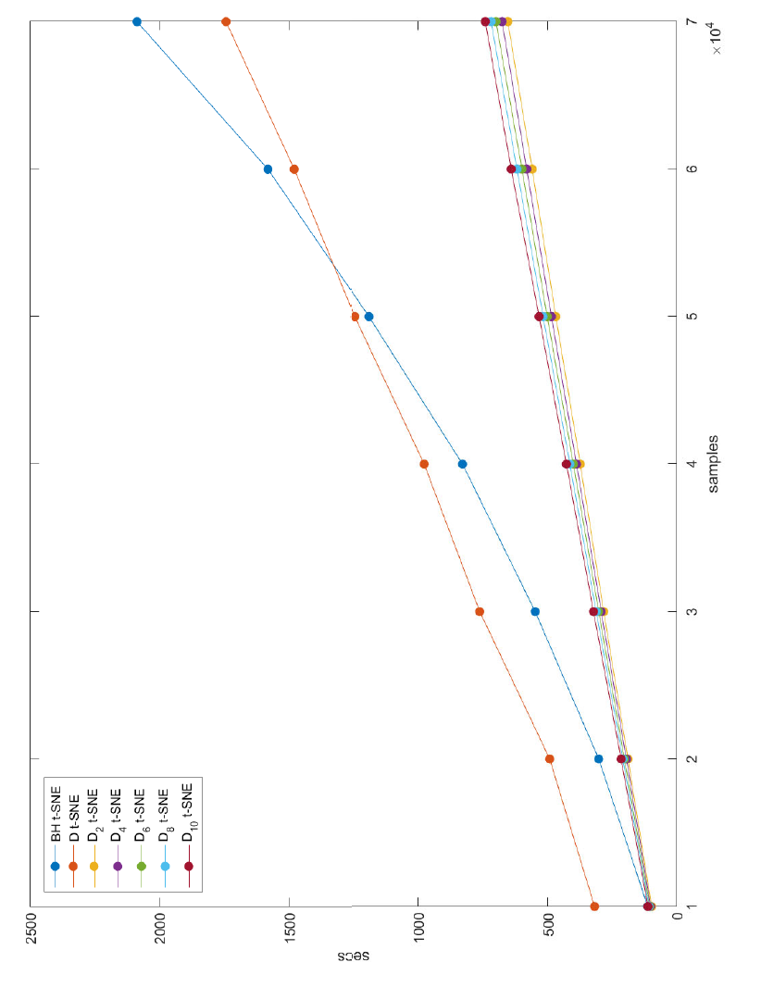 2500
2000
1500
1000
500
0
secs
BH t-SNE
D t-SNE
D2 t-SNE
D4 t-SNE
D6 t-SNE
D8 t-SNE
D10 t-SNE
1
2
3
4
5
6
7
×10^4
samples